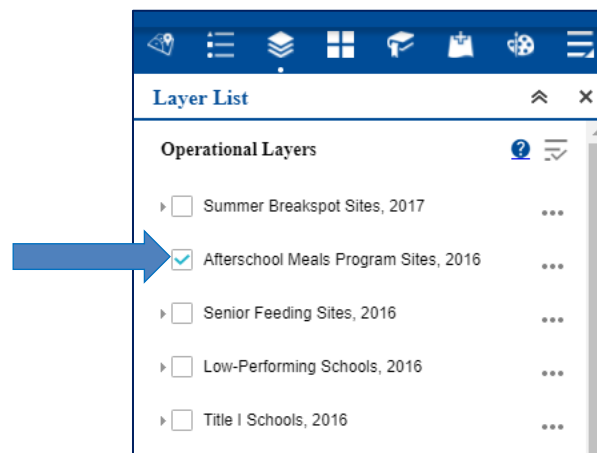 Layer List
Operational Layers
Summer Breakspot Sites, 2017
Afterschool Meals Program Sites, 2016
Senior Feeding Sites, 2016
Low-Performing Schools, 2016
Title I Schools, 2016